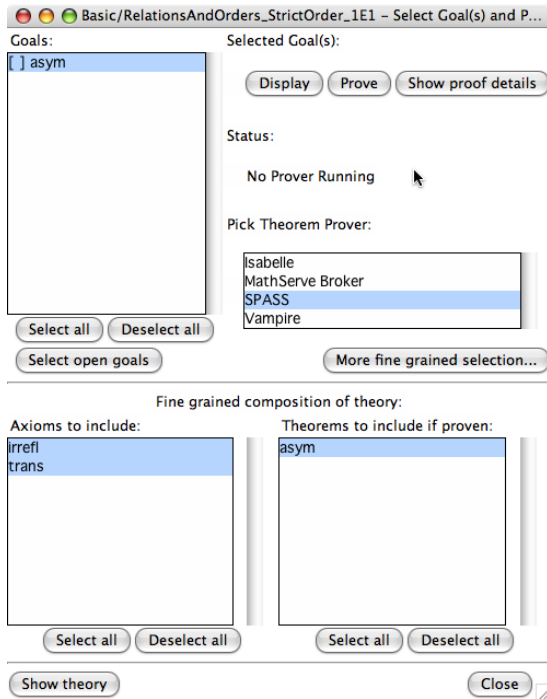 Basic/RelationsAndOrders_StrictOrder_1E1 – Select Goal(s) and P...
Goals:
Selected Goal(s):
[ ] asym
Display Prove Show proof details
Status:
No Prover Running
Pick Theorem Prover:
Isabelle
MathServe Broker
SPASS
Vampire
Select all Deselect all
Select open goals
More fine grained selection...
Fine grained composition of theory:
Axioms to include:
Theorems to include if proven:
irrefl
trans
asym
Select all Deselect all
Select all Deselect all
Show theory
Close